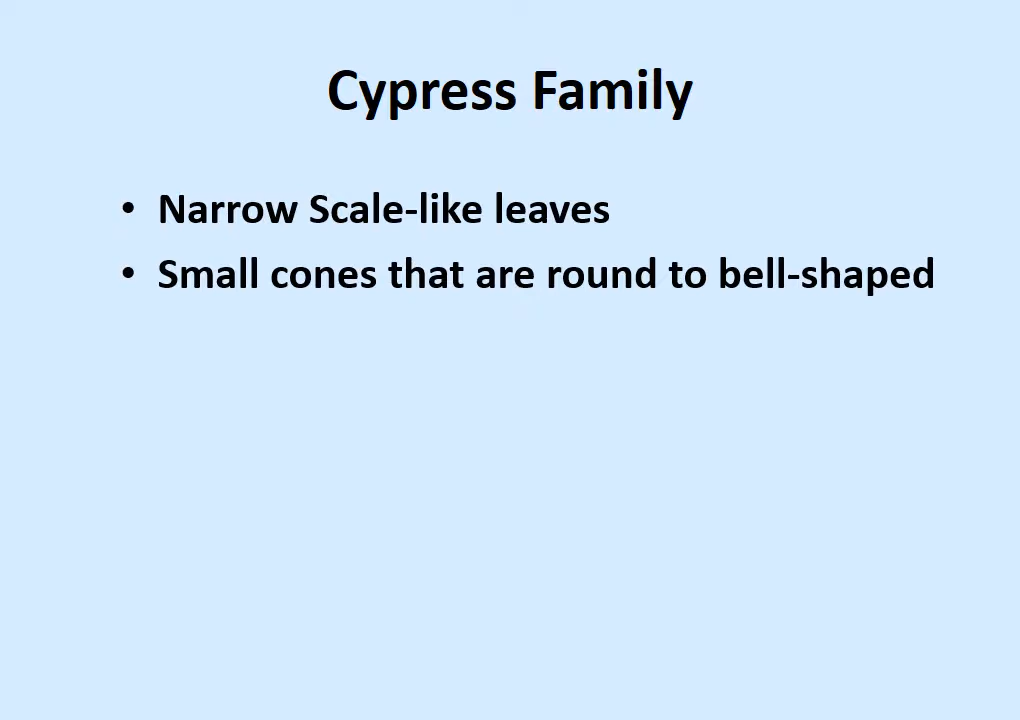 Cypress Family
• Narrow Scale-like leaves
• Small cones that are round to bell-shaped